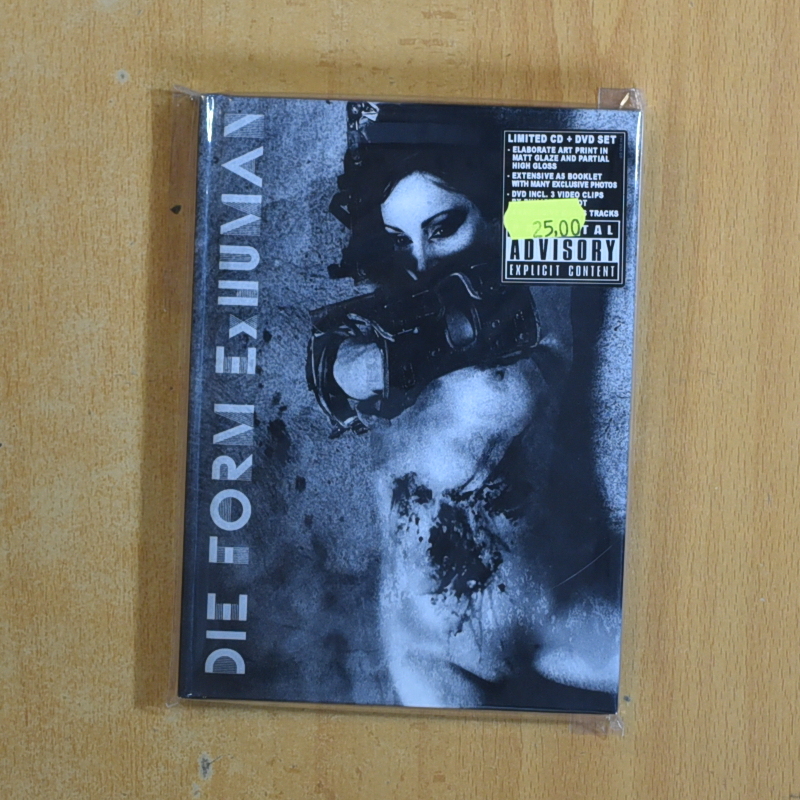 DIE FORM ExHUMAN
LIMITED CD + DVD SET
- ELABORATE ART PRINT IN
MATT GLAZE AND PARTIAL
HIGH GLOSS
- EXTENSIVE A5 BOOKLET
WITH MANY EXCLUSIVE PHOTOS
- DVD INCL. 3 VIDEO CLIPS
TRACKS
25,00
ADVISORY
EXPLICIT CONTENT